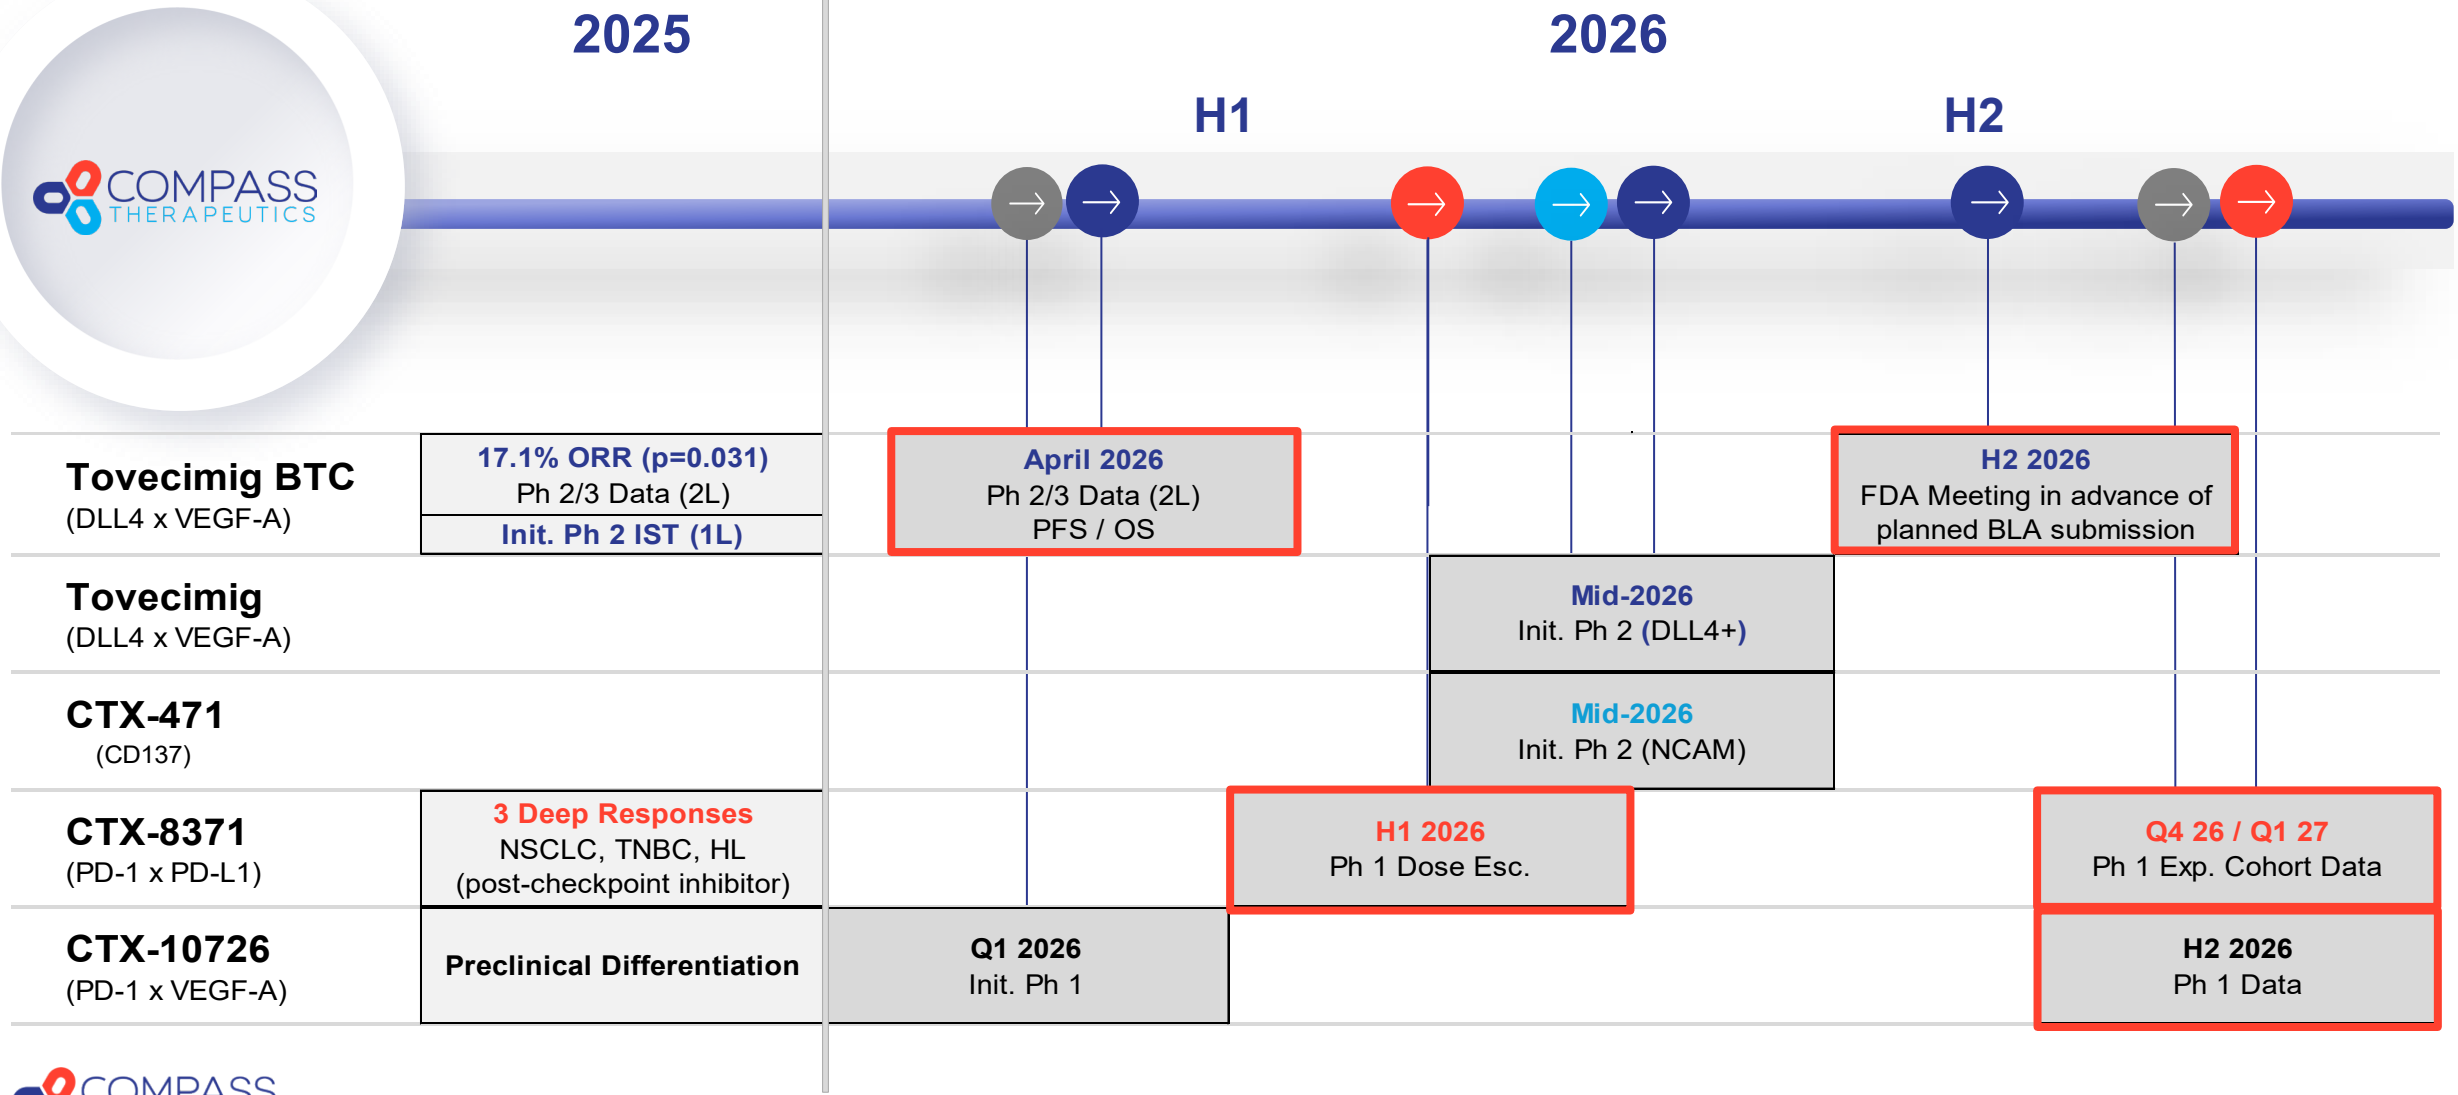 2025
2026
H1
H2
COMPASS
THERAPEUTICS
Tovecimig BTC
(DLL4 x VEGF-A)
17.1% ORR (p=0.031)
Ph 2/3 Data (2L)
Init. Ph 2 IST (1L)
April 2026
Ph 2/3 Data (2L)
PFS / OS
H2 2026
FDA Meeting in advance of
planned BLA submission
Tovecimig
(DLL4 x VEGF-A)
Mid-2026
Init. Ph 2 (DLL4+)
CTX-471
(CD137)
Mid-2026
Init. Ph 2 (NCAM)
CTX-8371
(PD-1 x PD-L1)
3 Deep Responses
NSCLC, TNBC, HL
(post-checkpoint inhibitor)
H1 2026
Ph 1 Dose Esc.
Q4 26 / Q1 27
Ph 1 Exp. Cohort Data
CTX-10726
(PD-1 x VEGF-A)
Preclinical Differentiation
Q1 2026
Init. Ph 1
H2 2026
Ph 1 Data
COMPASS